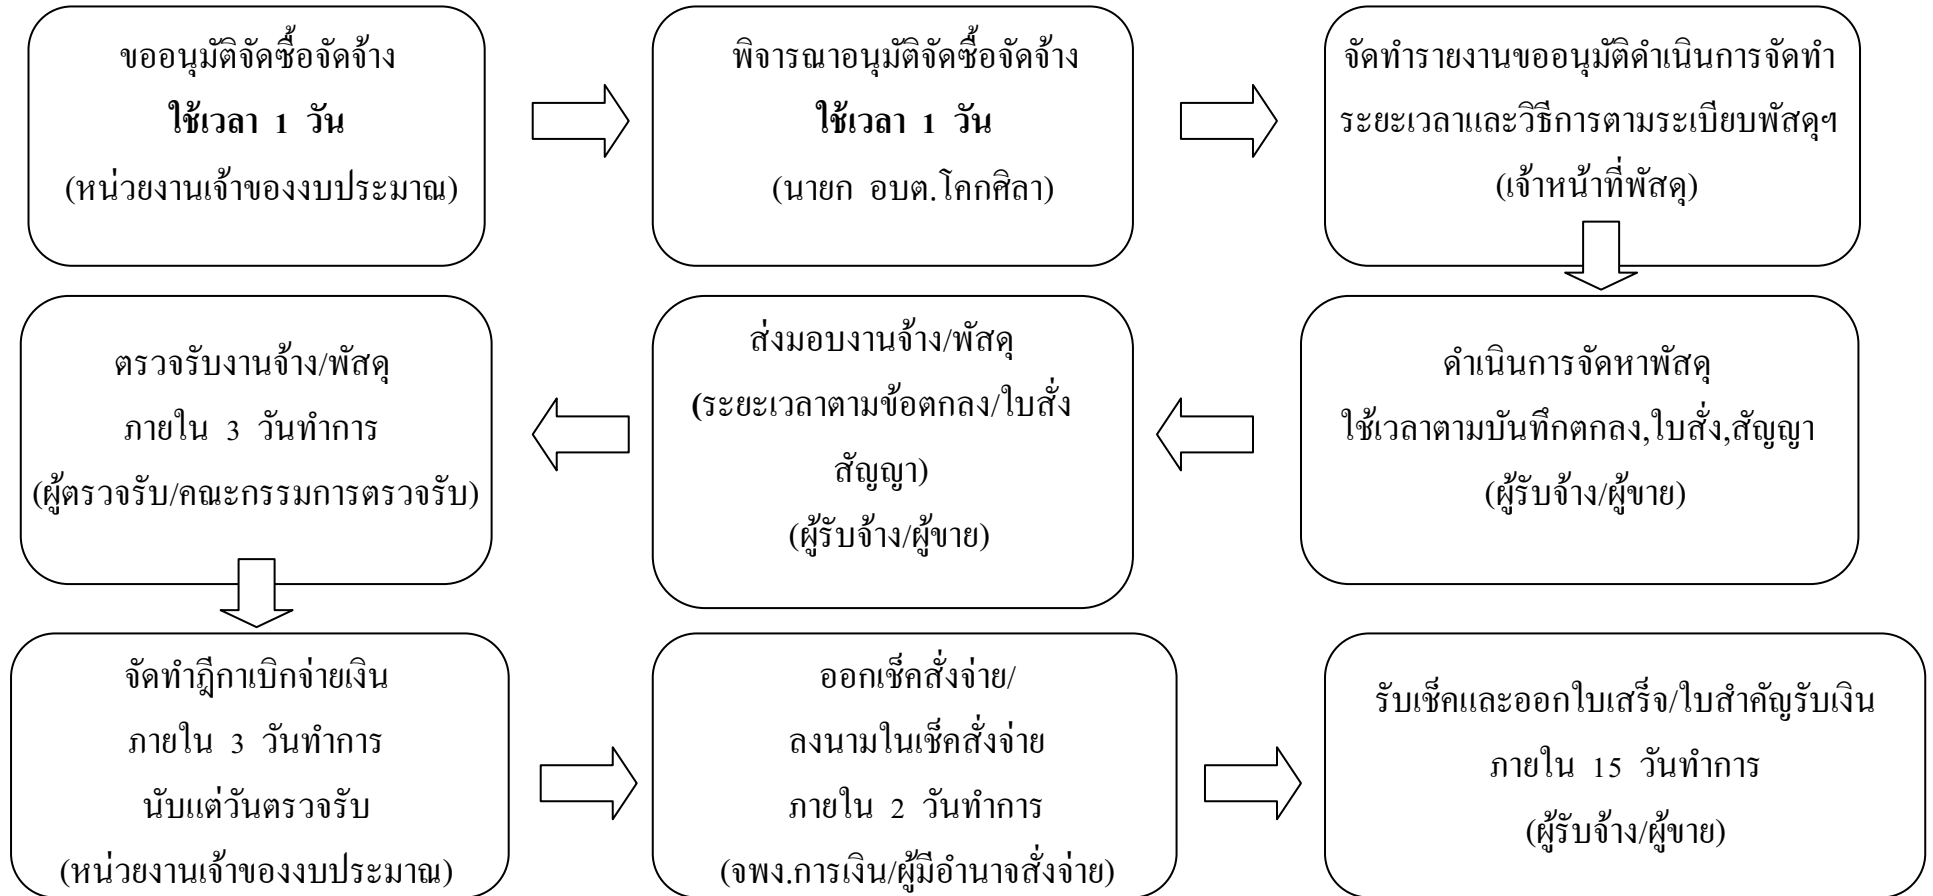 ขออนุมัติจัดซื้อจัดจ้าง
ใช้เวลา 1 วัน
(หน่วยงานเจ้าของงบประมาณ)
พิจารณาอนุมัติจัดซื้อจัดจ้าง
ใช้เวลา 1 วัน
(นายก อบต.โคกศิลา)
จัดทำรายงานขออนุมัติดำเนินการจัดทำ
ระยะเวลาและวิธีการตามระเบียบพัสดุฯ
(เจ้าหน้าที่พัสดุ)
ดำเนินการจัดหาพัสดุ
ใช้เวลาตามบันทึกตกลง,ใบสั่ง,สัญญา
(ผู้รับจ้าง/ผู้ขาย)
ส่งมอบงานจ้าง/พัสดุ
(ระยะเวลาตามข้อตกลง/ใบสั่ง
สัญญา)
(ผู้รับจ้าง/ผู้ขาย)
ตรวจรับงานจ้าง/พัสดุ
ภายใน 3 วันทำการ
(ผู้ตรวจรับ/คณะกรรมการตรวจรับ)
จัดทำฎีกาเบิกจ่ายเงิน
ภายใน 3 วันทำการ
นับแต่วันตรวจรับ
(หน่วยงานเจ้าของงบประมาณ)
ออกเช็คสั่งจ่าย/
ลงนามในเช็คสั่งจ่าย
ภายใน 2 วันทำการ
(จพง.การเงิน/ผู้มีอำนาจสั่งจ่าย)
รับเช็คและออกใบเสร็จ/ใบสำคัญรับเงิน
ภายใน 15 วันทำการ
(ผู้รับจ้าง/ผู้ขาย)